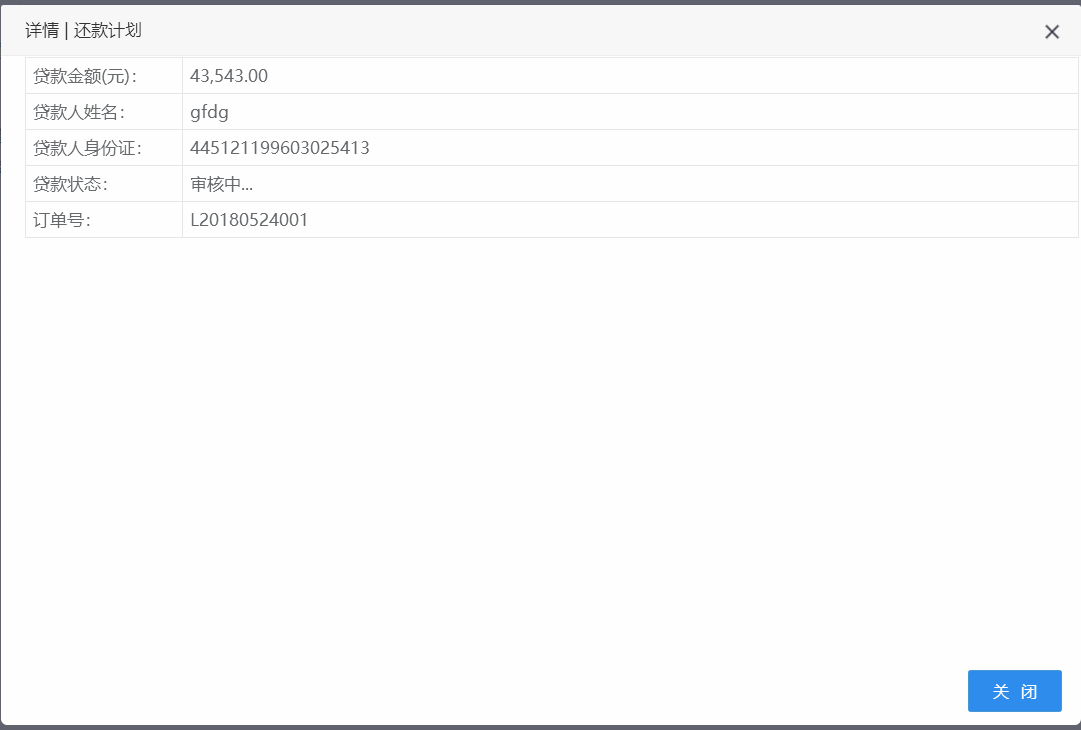 详情 | 还款计划
贷款金额(元)： 43,543.00
贷款人姓名： gfdg
贷款人身份证： 445121199603025413
贷款状态： 审核中...
订单号： L20180524001
关 闭